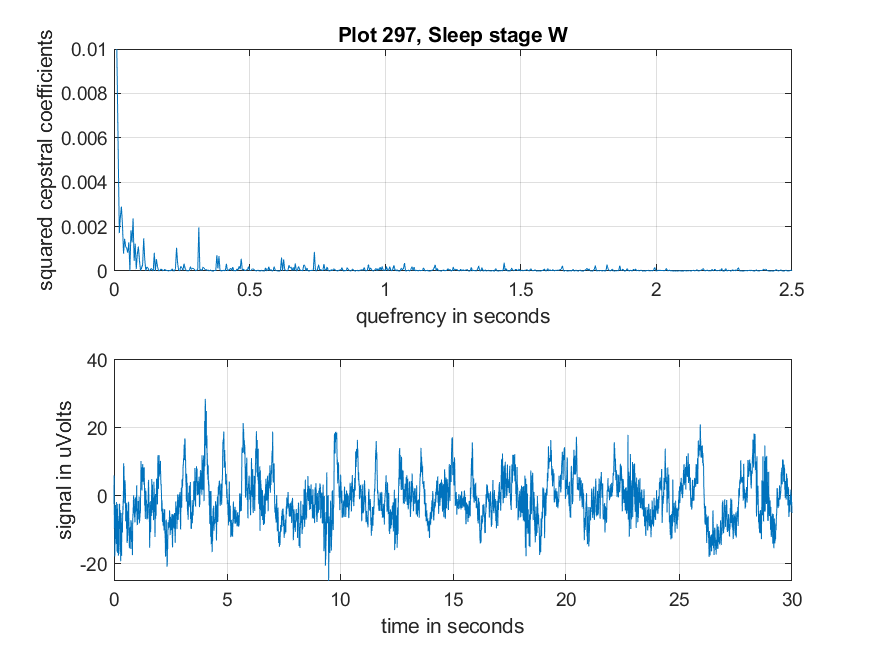 Plot 297, Sleep stage W
squared cepstral coefficients
0.01
0.008
0.006
0.004
0.002
0
0 0.5 1 1.5 2 2.5
quefrency in seconds
signal in uVolts
40
20
0
-20
0 5 10 15 20 25 30
time in seconds